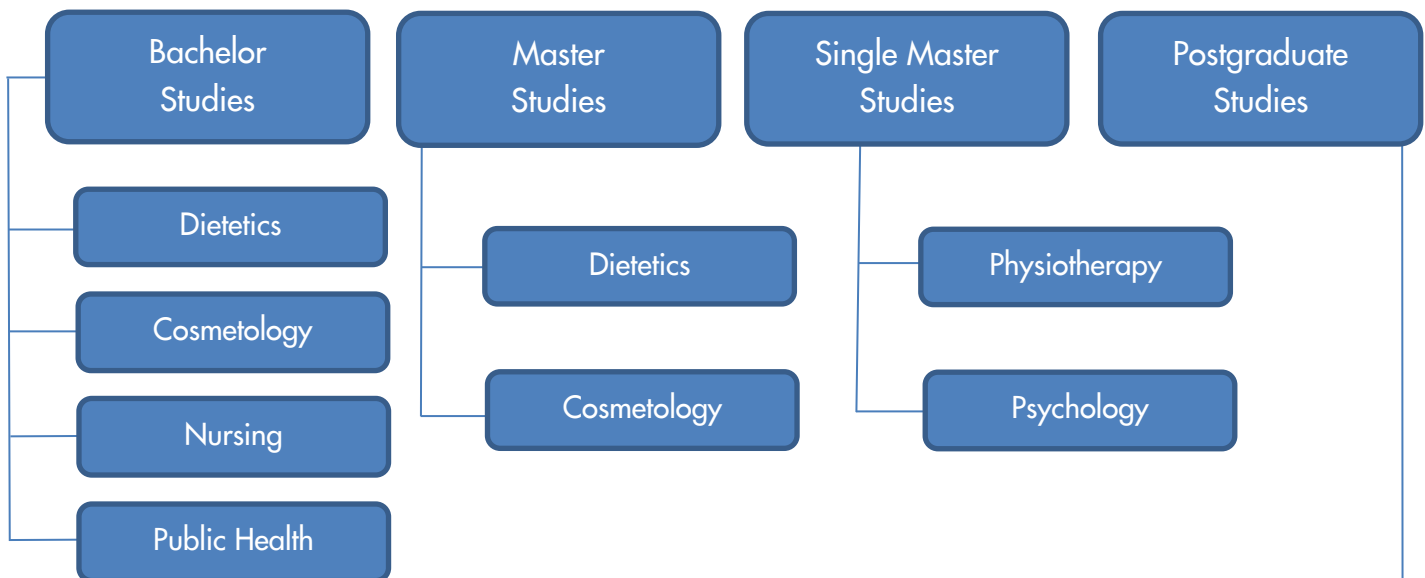 Bachelor
Studies
Master
Studies
Single Master
Studies
Postgraduate
Studies
Dietetics
Cosmetology
Nursing
Public Health
Dietetics
Cosmetology
Physiotherapy
Psychology